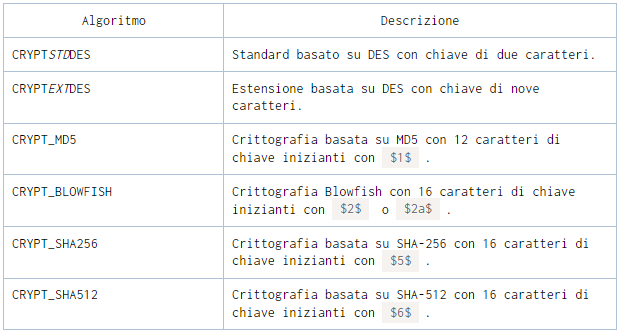 Algoritmo Descrizione
CRYPTSTDDES Standard basato su DES con chiave di due caratteri.
CRYPTEXTDES Estensione basata su DES con chiave di nove
caratteri.
CRYPT_MD5 Crittografia basata su MD5 con 12 caratteri di
chiave inizianti con $1$ .
CRYPT_BLOWFISH Crittografia Blowfish con 16 caratteri di chiave
inizianti con $2$ o $2a$ .
CRYPT_SHA256 Crittografia basata su SHA-256 con 16 caratteri di
chiave inizianti con $5$ .
CRYPT_SHA512 Crittografia basata su SHA-512 con 16 caratteri di
chiave inizianti con $6$ .